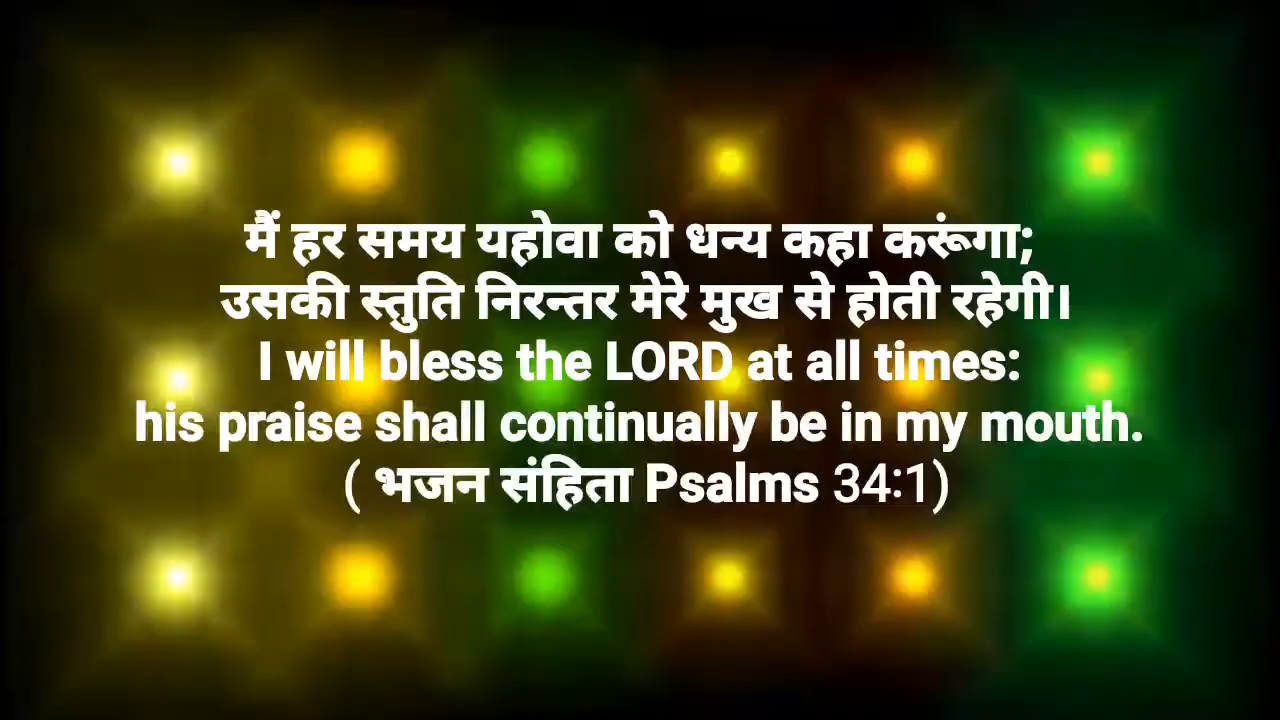 मैं हर समय यहोवा को धन्य कहा करूंगा;
उसकी स्तुति निरन्तर मेरे मुख से होती रहेगी।
I will bless the LORD at all times:
his praise shall continually be in my mouth.
( भजन संहिता Psalms 34:1)